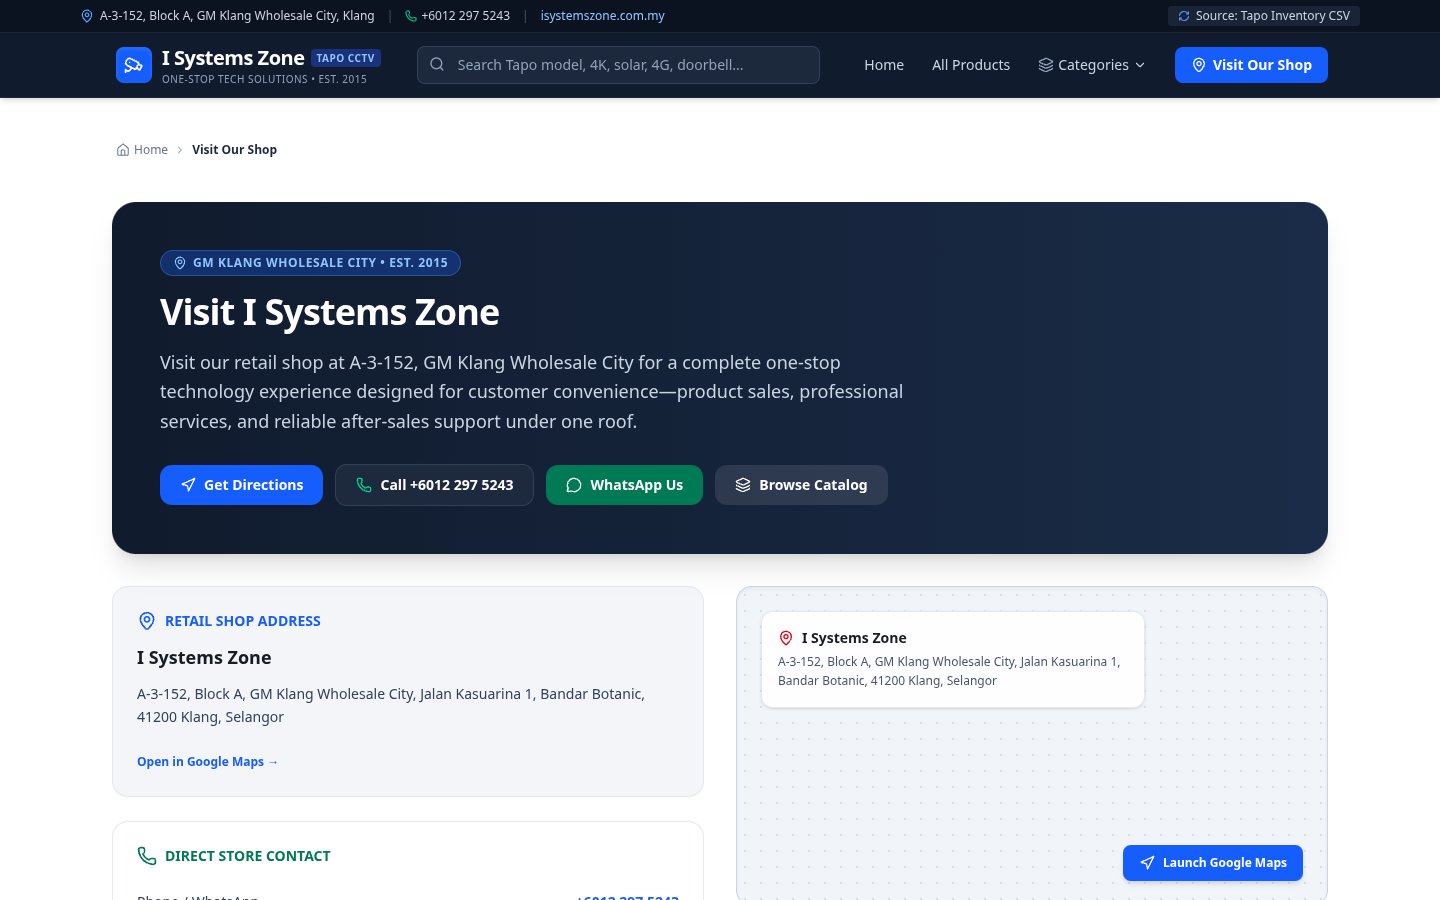 A-3-152, Block A, GM Klang Wholesale City, Klang | +6012 297 5243 | isystemszone.com.my
Source: Tapo Inventory CSV
I Systems Zone TAPO CCTV
ONE-STOP TECH SOLUTIONS • EST. 2015
Search Tapo model, 4K, solar, 4G, doorbell...
Home
All Products
Categories
Visit Our Shop
Home > Visit Our Shop
GM KLANG WHOLESALE CITY • EST. 2015
Visit I Systems Zone
Visit our retail shop at A-3-152, GM Klang Wholesale City for a complete one-stop
technology experience designed for customer convenience—product sales, professional
services, and reliable after-sales support under one roof.
Get Directions
Call +6012 297 5243
WhatsApp Us
Browse Catalog
RETAIL SHOP ADDRESS
I Systems Zone
A-3-152, Block A, GM Klang Wholesale City, Jalan Kasuarina 1, Bandar Botanic,
41200 Klang, Selangor
Open in Google Maps →
I Systems Zone
A-3-152, Block A, GM Klang Wholesale City, Jalan Kasuarina 1,
Bandar Botanic, 41200 Klang, Selangor
Launch Google Maps
DIRECT STORE CONTACT
Phone / WhatsApp
+6012 297 5243